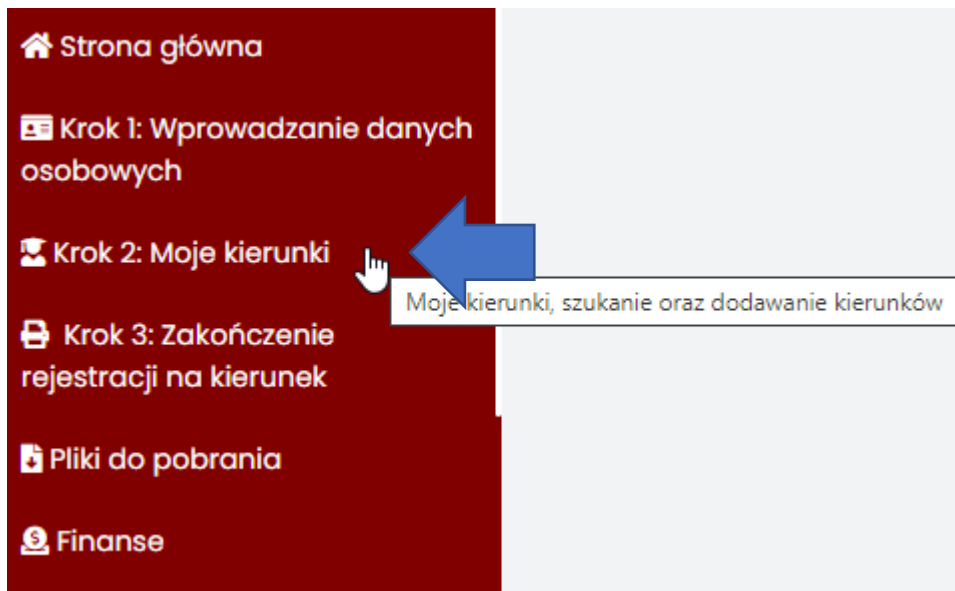 Strona główna
Krok 1: Wprowadzanie danych
osobowych
Krok 2: Moje kierunki
Moje kierunki, szukanie oraz dodawanie kierunków
Krok 3: Zakończenie
rejestracji na kierunek
Pliki do pobrania
Finanse